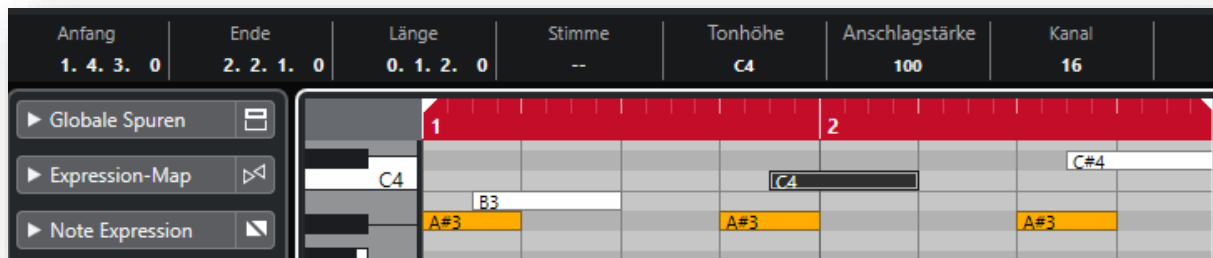 Anfang Ende Länge Stimme Tonhöhe Anschlagstärke Kanal
1. 4. 3. 0 2. 2. 1. 0 0. 1. 2. 0 -- C4 100 16
Globale Spuren
1 2
Expression-Map
C4 C4 C#4
B3
Note Expression
A#3 A#3 A#3